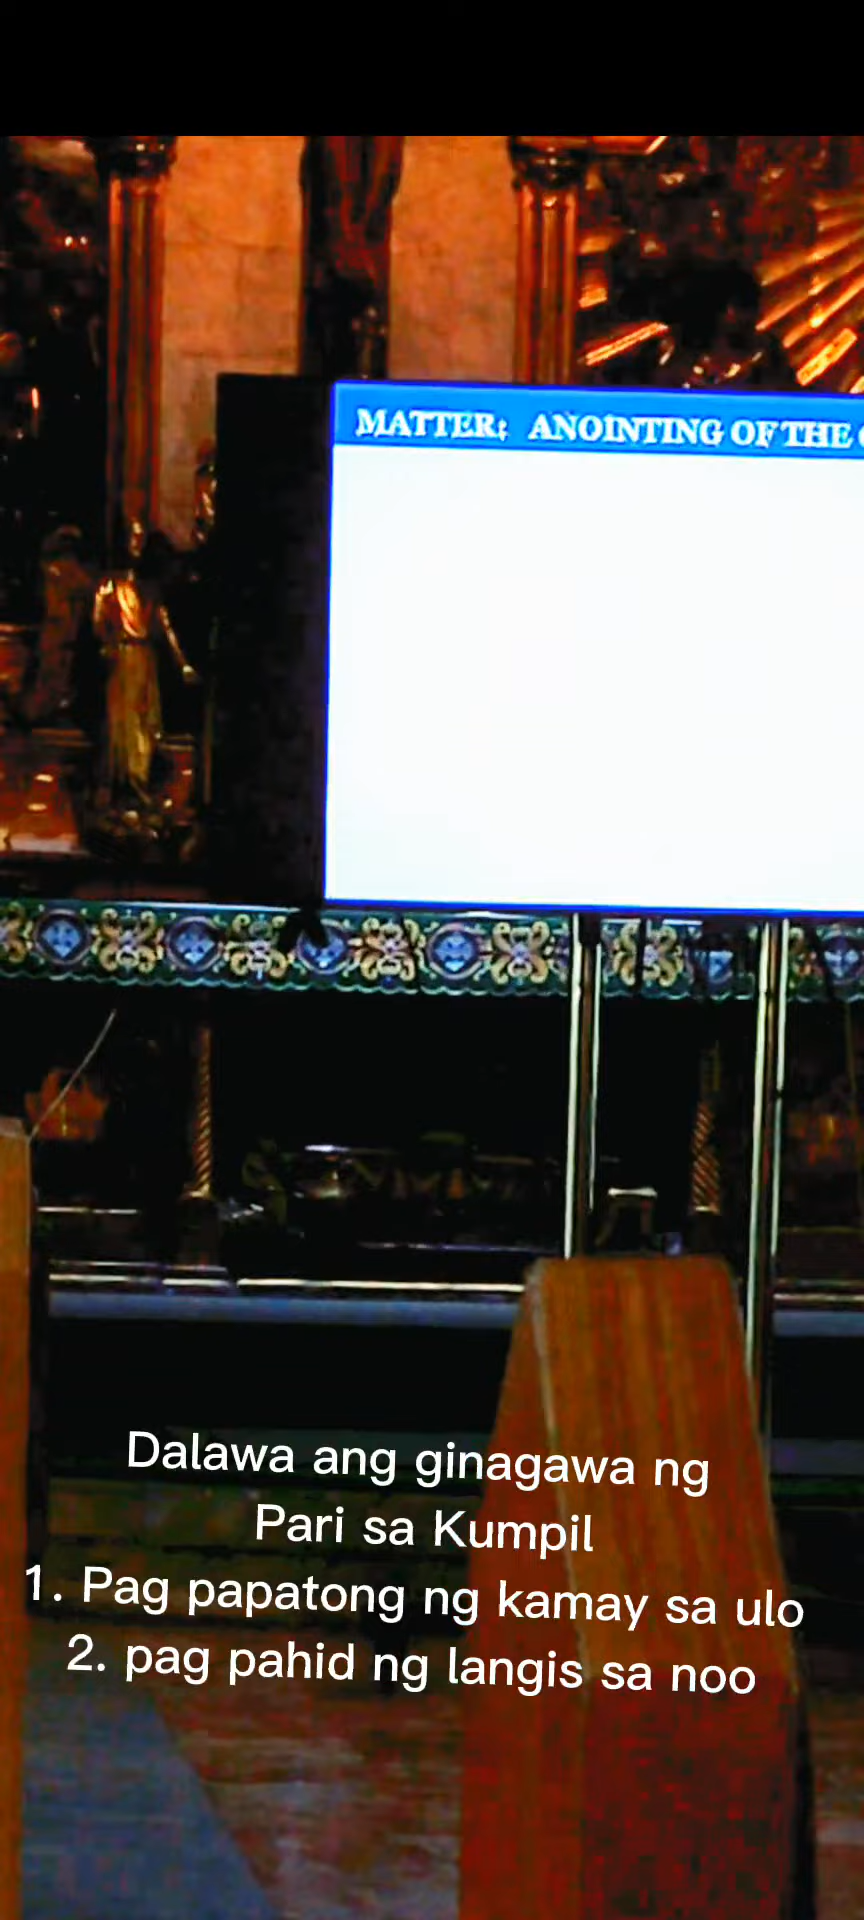 MATTER: ANOINTING OF THE
Dalawa ang ginagawa ng
Pari sa Kumpil
1. Pag papatong ng kamay sa ulo
2. pag pahid ng langis sa noo